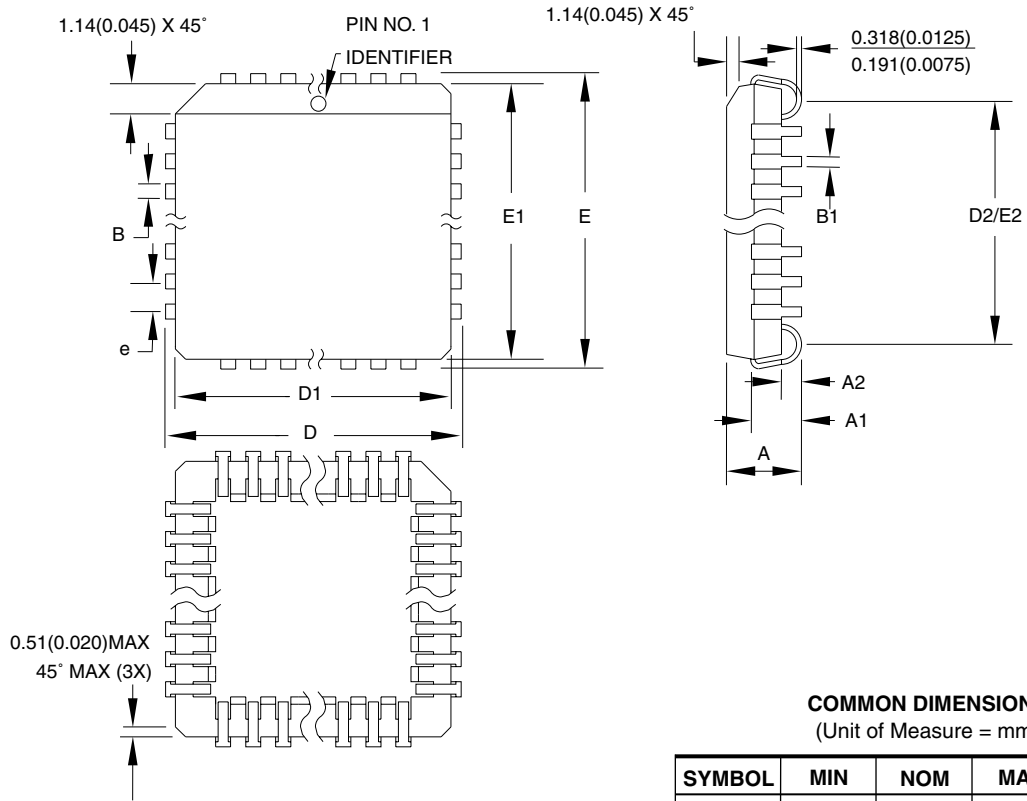 1.14(0.045) X 45˚
PIN NO. 1
IDENTIFIER
1.14(0.045) X 45˚
0.318(0.0125)
0.191(0.0075)
B
e
E1
E
B1
D2/E2
D1
D
A2
A1
A
0.51(0.020)MAX
45˚ MAX (3X)
COMMON DIMENSION
(Unit of Measure = mm
SYMBOL MIN NOM MA